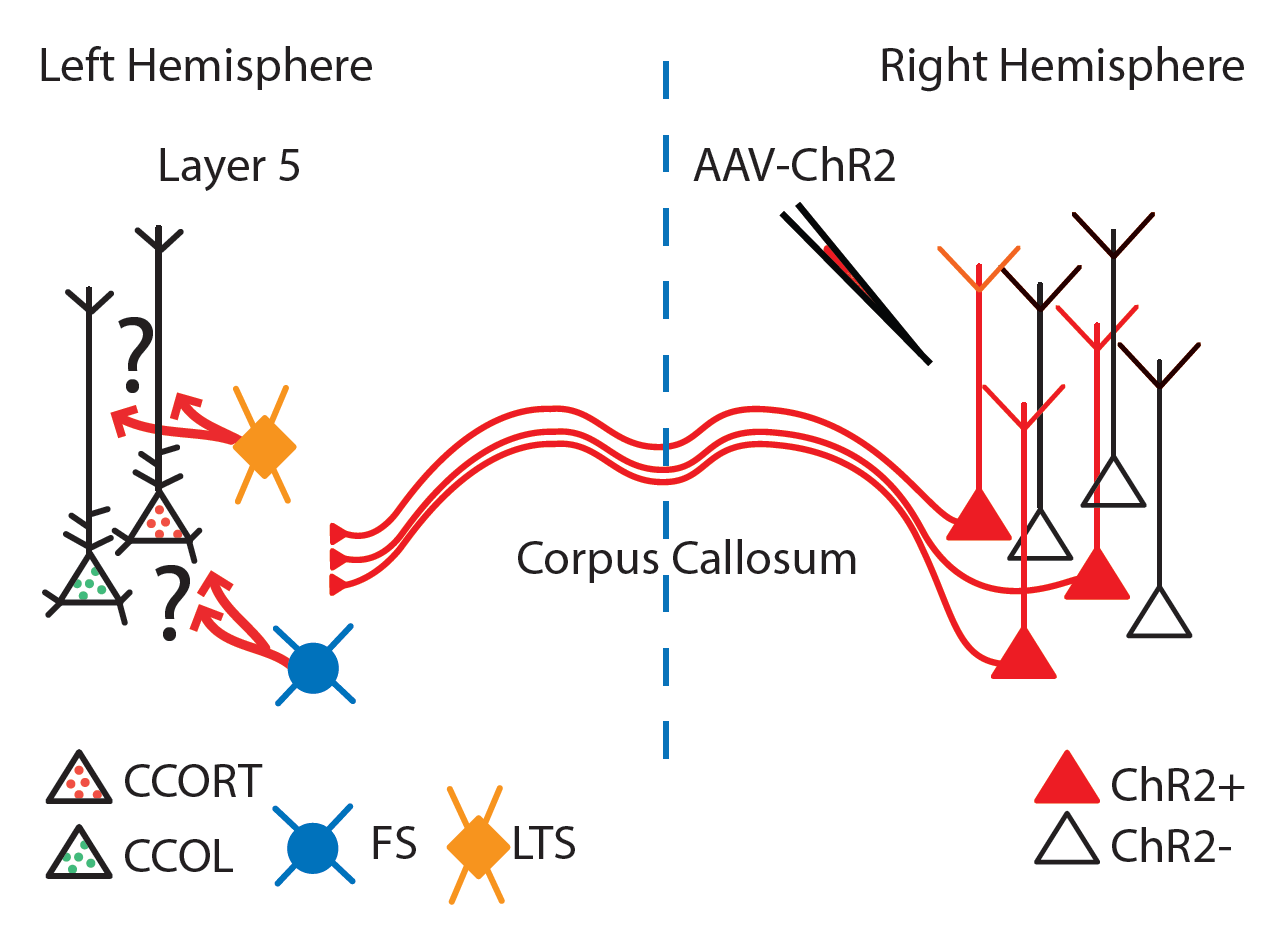 Left Hemisphere
Right Hemisphere
Layer 5
AAV-ChR2
?
Corpus Callosum
?
CCORT
CCOL
FS
LTS
ChR2+
ChR2-